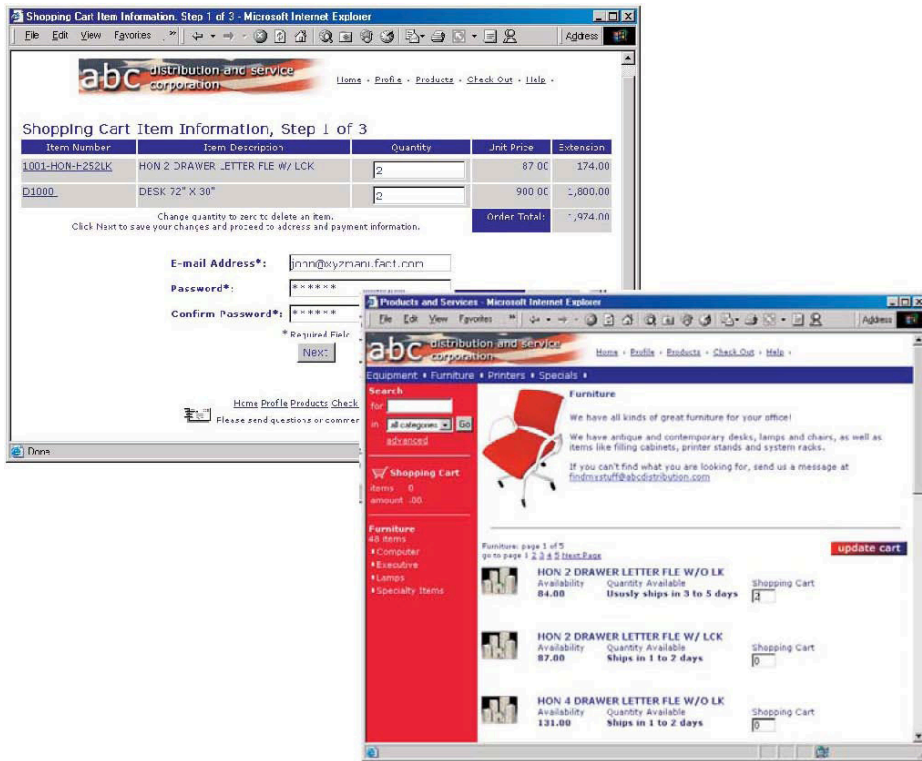 Shopping Cart Item Information, Step 1 of 3 - Microsoft Internet Explorer
File Edit View Favorites » Address
abc distribution and service corporation
Home • Profile • Products • Check Out • Help •
Shopping Cart Item Information, Step 1 of 3
Item Number Item Description Quantity Unit Price Extension
1001-HON-H252LK HON 2 DRAWER LETTER FLE W/ LCK 2 87.00 174.00
D1000 DESK 72" X 30" 2 900.00 1,800.00
Change quantity to zero to delete an item.
Click Next to save your changes and proceed to address and payment information.
Order Total: 1,974.00
E-mail Address*: john@xyzmanufact.com
Password*: ******
Confirm Password*: ******
* Required Field
Next
Home Profile Products Check
Please send questions or commen
Done
Products and Services - Microsoft Internet Explorer
File Edit View Favorites » Address
abc distribution and service corporation
Home • Profile • Products • Check Out • Help •
Equipment • Furniture • Printers • Specials •
Search
for
in all categories Go
advanced
Shopping Cart
items 0
amount .00
Furniture
48 items
Computer
Executive
Lamps
Specialty Items
Furniture
We have all kinds of great furniture for your office!
We have antique and contemporary desks, lamps and chairs, as well as
items like filling cabinets, printer stands and system racks.
If you can't find what you are looking for, send us a message at
findmystuff@abcdistribution.com
Furniture: page 1 of 5
go to page 1 2 3 4 5 Next Page
update cart
HON 2 DRAWER LETTER FLE W/O LK
Availability Quantity Available Shopping Cart
84.00 Ususly ships in 3 to 5 days 2
HON 2 DRAWER LETTER FLE W/ LCK
Availability Quantity Available Shopping Cart
87.00 Ships in 1 to 2 days 0
HON 4 DRAWER LETTER FLE W/O LK
Availability Quantity Available Shopping Cart
131.00 Ships in 1 to 2 days 0